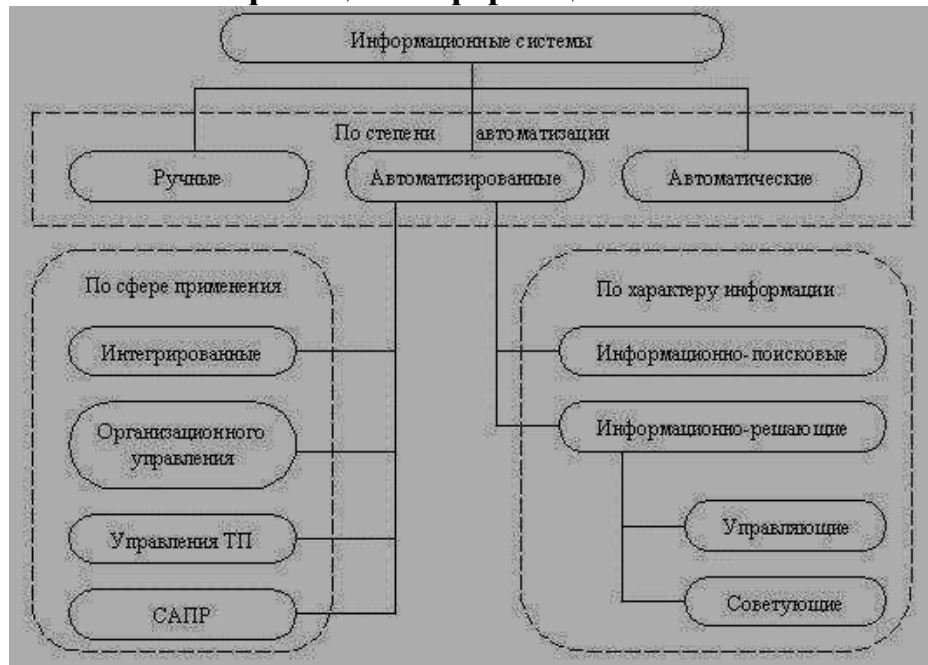 Информационные системы
По степени автоматизации
Ручные
Автоматизированные
Автоматические
По сфере применения
Интегрированные
Организационного
управления
Управления ТП
САПР
По характеру информации
Информационно-поисковые
Информационно-решающие
Управляющие
Советующие